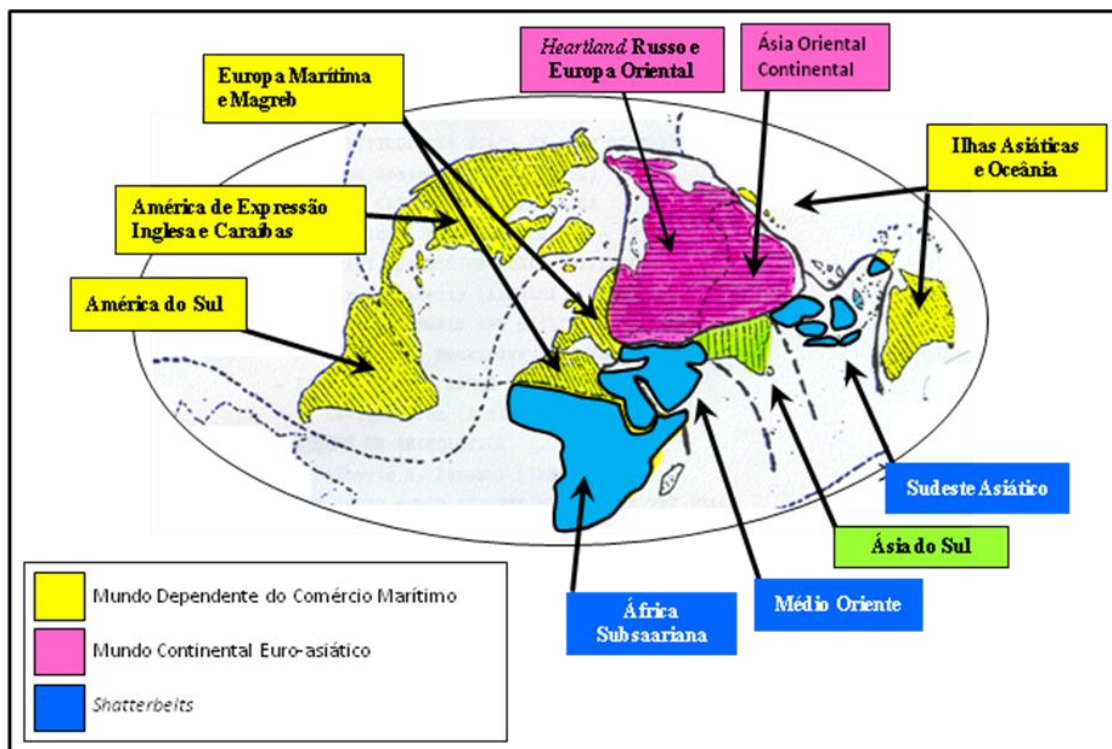 Heartland Russo e
Europa Oriental
Ásia Oriental
Continental
Europa Marítima
e Magreb
Ilhas Asiáticas
e Oceânia
América de Expressão
Inglesa e Caraíbas
América do Sul
Sudeste Asiático
Ásia do Sul
Médio Oriente
África
Subsaariana
Mundo Dependente do Comércio Marítimo
Mundo Continental Euro-asiático
Shatterbelts